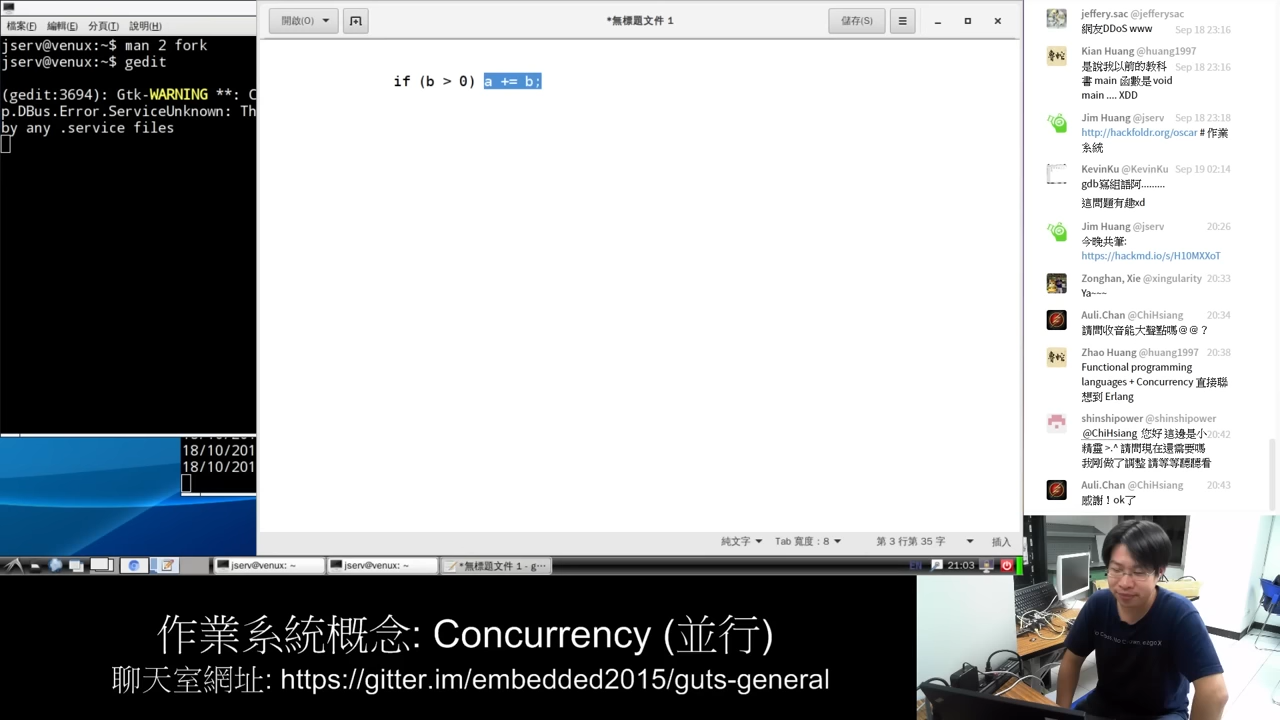 檔案(F) 編輯(E) 分頁(T) 說明(H)
jserv@venux:~$ man 2 fork
jserv@venux:~$ gedit
(gedit:3694): Gtk-WARNING **: C
p.DBus.Error.ServiceUnknown: Th
by any .service files
18/10/201
18/10/201
18/10/201
開啟(O)
*無標題文件 1
儲存(S)
if (b > 0) a += b;
純文字 Tab 寬度：8 第 3 行第 35 字 插入
jserv@venux: ~ jserv@venux: ~ *無標題文件 1 - g… EN 21:03
jeffery.sac @jefferysac
網友DDoS www Sep 18 23:16
Kian Huang @huang1997
是說我以前的教科 Sep 18 23:16
書 main 函數是 void
main .... XDD
Jim Huang @jserv Sep 18 23:18
http://hackfoldr.org/oscar # 作業
系統
KevinKu @KevinKu Sep 19 02:14
gdb寫組語阿.........
這問題有趣xd
Jim Huang @jserv 20:26
今晚共筆:
https://hackmd.io/s/H10MXXoT
Zonghan, Xie @xingularity 20:33
Ya~~~
Auli.Chan @ChiHsiang 20:34
請問收音能大聲點嗎@@？
Zhao Huang @huang1997 20:38
Functional programming
languages + Concurrency 直接聯
想到 Erlang
shinshipower @shinshipower
@ChiHsiang 您好 這邊是小 20:42
精靈 >.^ 請問現在還需要嗎
我剛做了調整 請等等聽聽看
Auli.Chan @ChiHsiang 20:43
感謝！ok了
作業系統概念: Concurrency (並行)
聊天室網址: https://gitter.im/embedded2015/guts-general